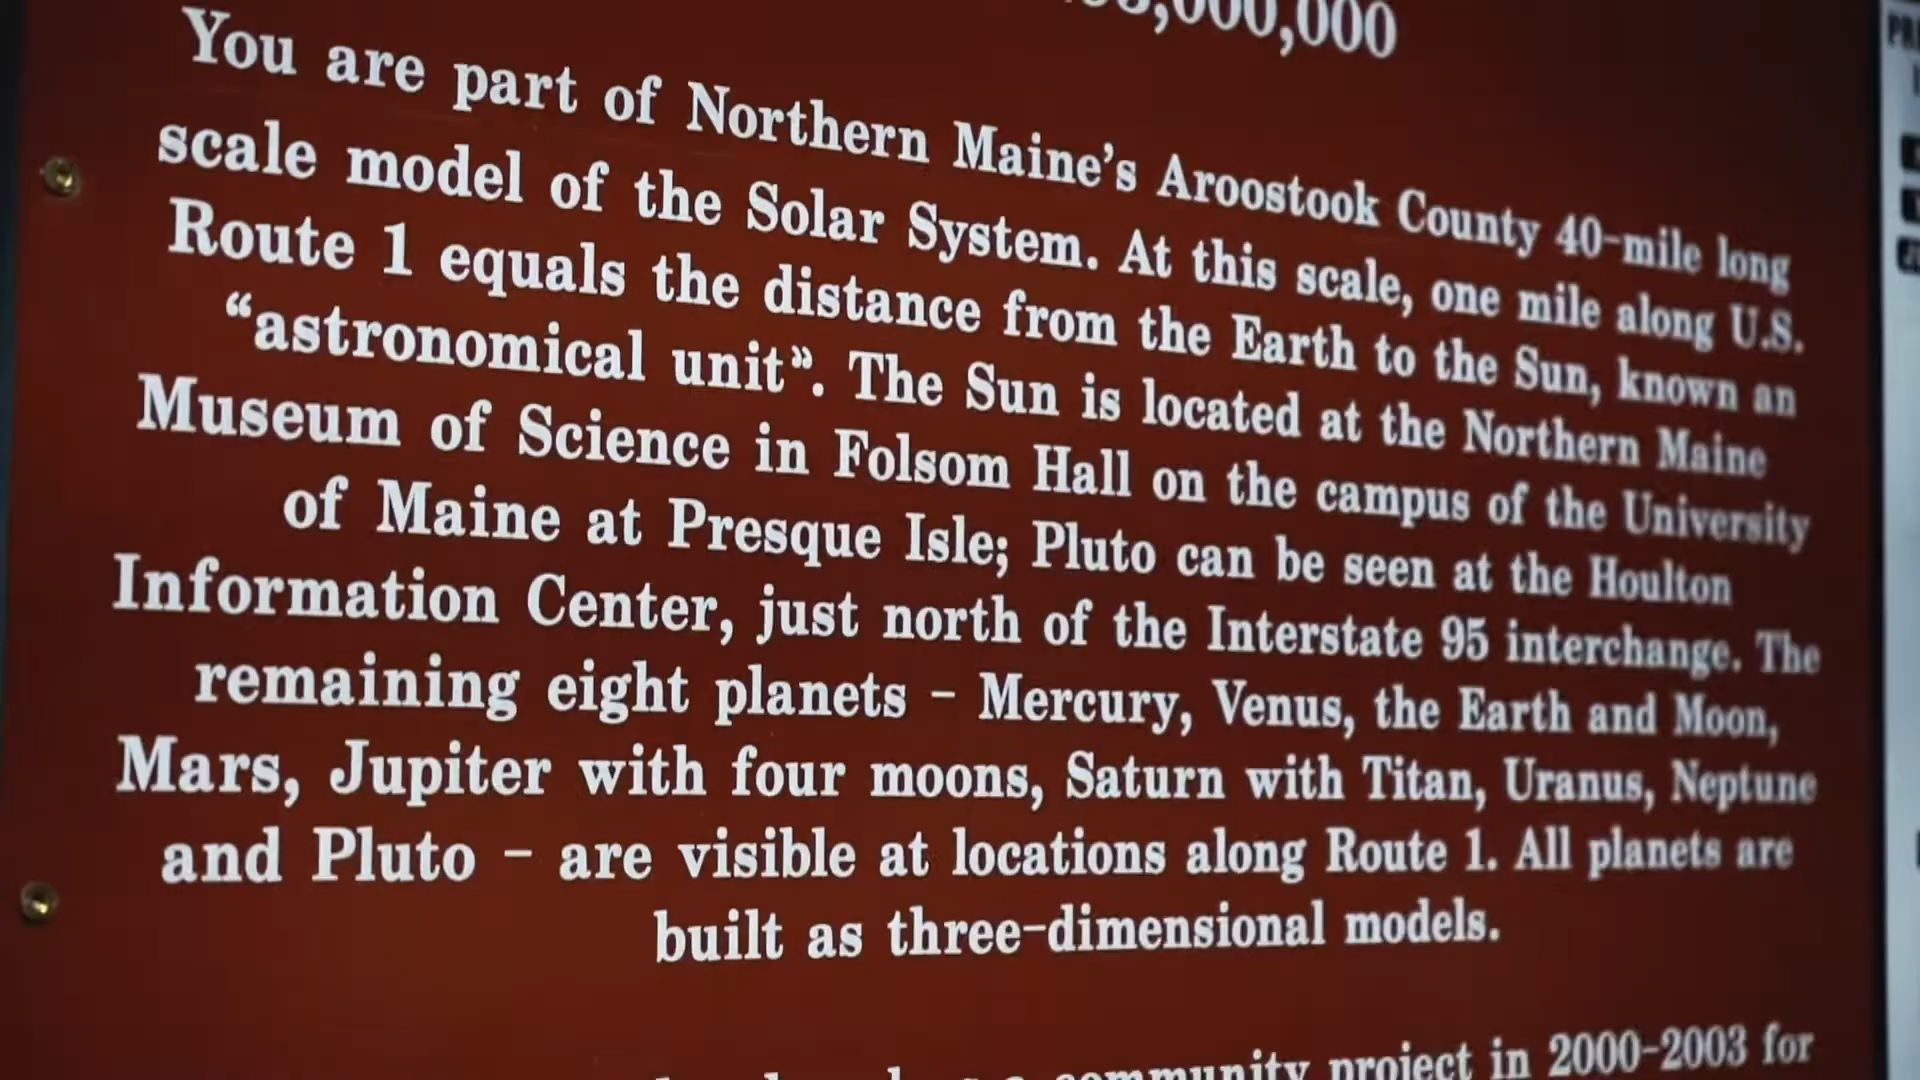 ,000,000
You are part of Northern Maine's Aroostook County 40-mile long
scale model of the Solar System. At this scale, one mile along U.S.
Route 1 equals the distance from the Earth to the Sun, known an
“astronomical unit”. The Sun is located at the Northern Maine
Museum of Science in Folsom Hall on the campus of the University
of Maine at Presque Isle; Pluto can be seen at the Houlton
Information Center, just north of the Interstate 95 interchange. The
remaining eight planets - Mercury, Venus, the Earth and Moon,
Mars, Jupiter with four moons, Saturn with Titan, Uranus, Neptune
and Pluto - are visible at locations along Route 1. All planets are
built as three-dimensional models.
a community project in 2000-2003 for